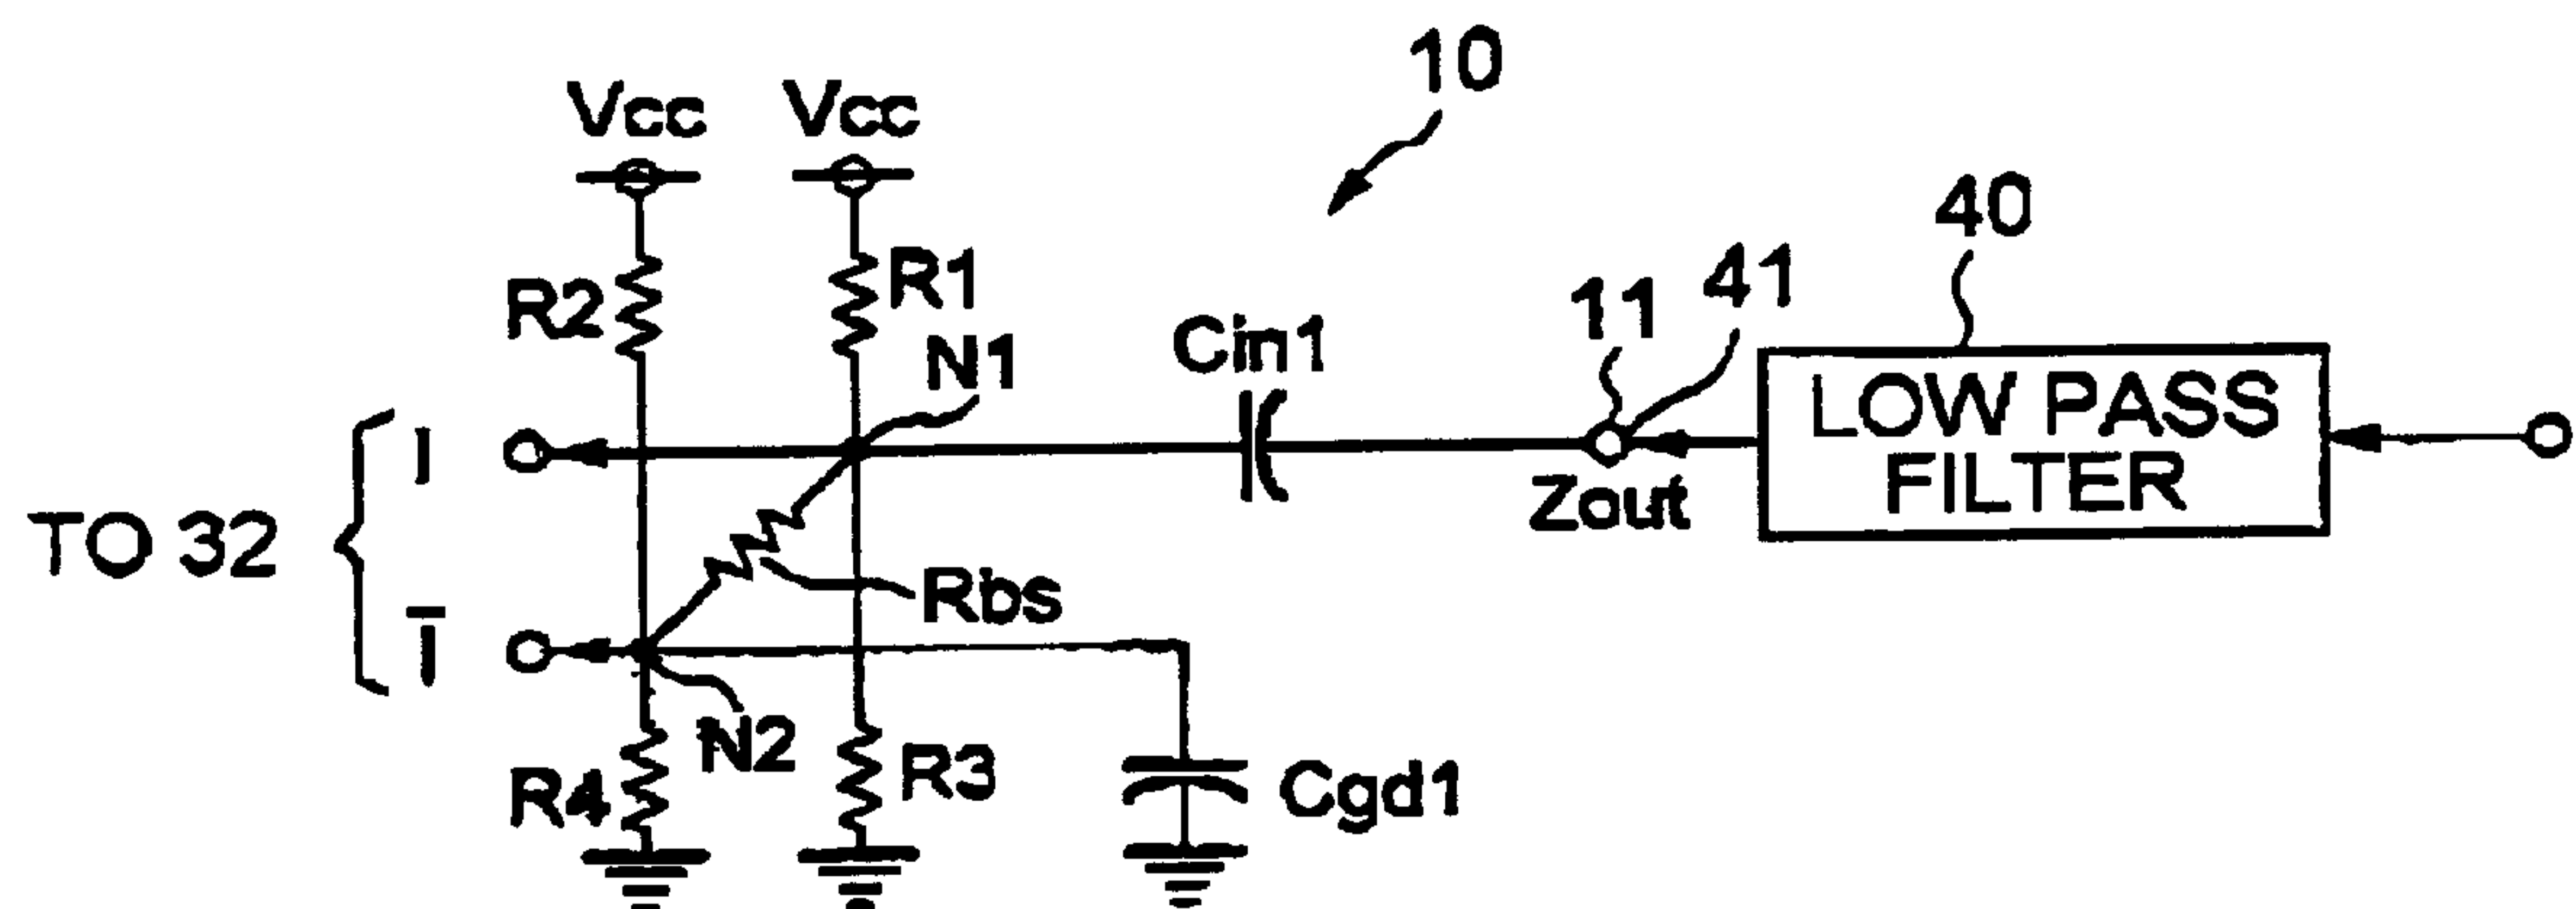 10
Vcc Vcc
40
41
11
R1
R2
N1
Cin1
LOW PASS
FILTER
I
Zout
TO 32
Rbs
I̅
N2
R3
R4
Cgd1